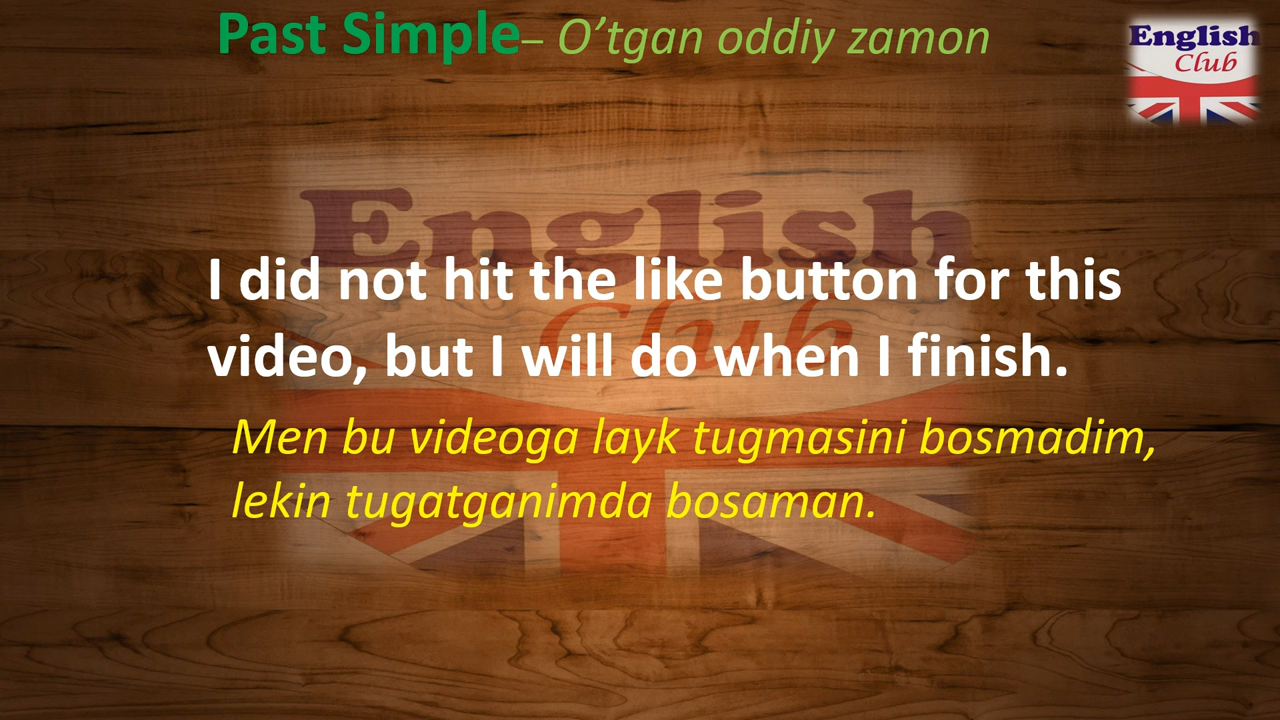 Past Simple– O’tgan oddiy zamon
English
Club
English
Club
I did not hit the like button for this
video, but I will do when I finish.
Men bu videoga layk tugmasini bosmadim,
lekin tugatganimda bosaman.